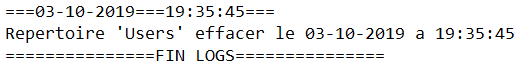 ===03-10-2019===19:35:45===
Repertoire 'Users' effacer le 03-10-2019 a 19:35:45
===============FIN LOGS===============